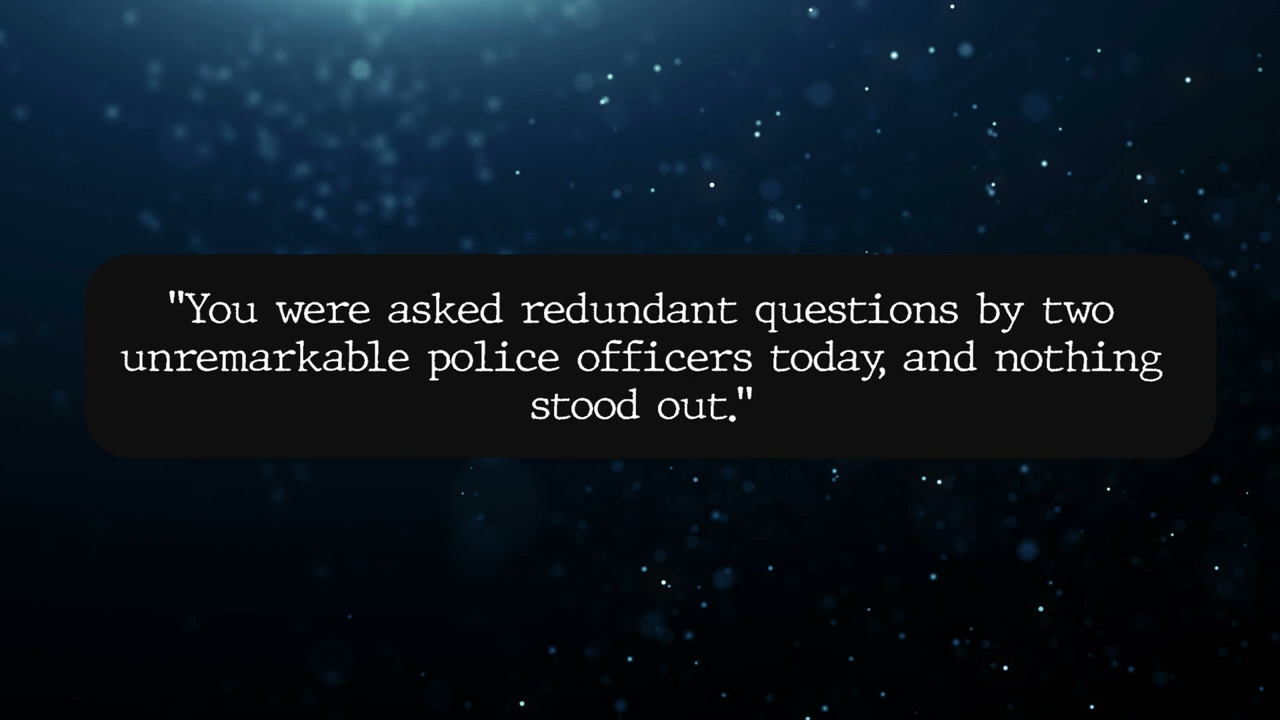 "You were asked redundant questions by two
unremarkable police officers today, and nothing
stood out."